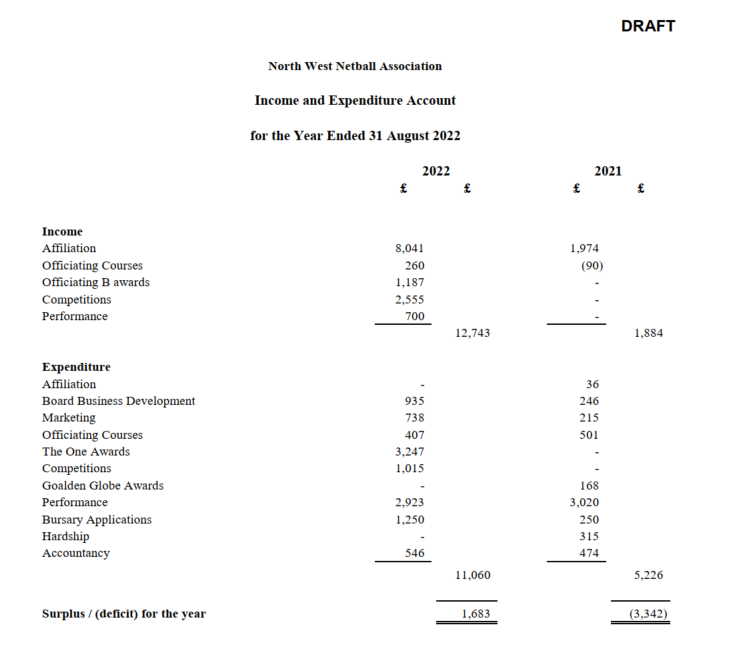 DRAFT
North West Netball Association
Income and Expenditure Account
for the Year Ended 31 August 2022
2022 2021
£ £ £ £
Income
Affiliation 8,041 1,974
Officiating Courses 260 (90)
Officiating B awards 1,187 -
Competitions 2,555 -
Performance 700 -
12,743 1,884
Expenditure
Affiliation - 36
Board Business Development 935 246
Marketing 738 215
Officiating Courses 407 501
The One Awards 3,247 -
Competitions 1,015 -
Goalden Globe Awards - 168
Performance 2,923 3,020
Bursary Applications 1,250 250
Hardship - 315
Accountancy 546 474
11,060 5,226
Surplus / (deficit) for the year 1,683 (3,342)